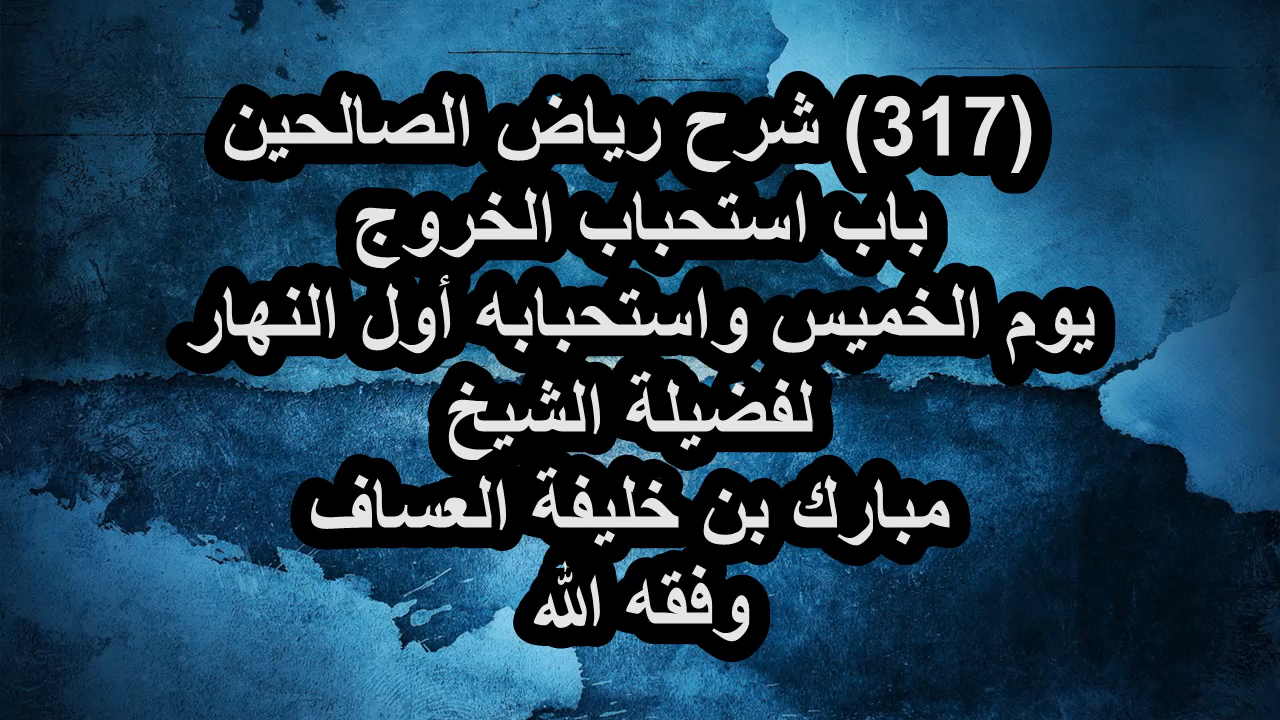 (317) شرح رياض الصالحين
باب استحباب الخروج
يوم الخميس واستحبابه أول النهار
لفضيلة الشيخ
مبارك بن خليفة العساف
وفقه الله